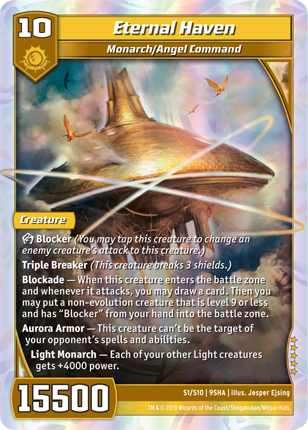 10
Eternal Haven
Monarch/Angel Command
Creature
Blocker (You may tap this creature to change an
enemy creature's attack to this creature.)
Triple Breaker (This creature breaks 3 shields.)
Blockade — When this creature enters the battle zone
and whenever it attacks, you may draw a card. Then you
may put a non-evolution creature that is level 9 or less
and has "Blocker" from your hand into the battle zone.
Aurora Armor — This creature can't be the target of
your opponent's spells and abilities.
Light Monarch — Each of your other Light creatures
gets +4000 power.
15500
S1/S10 | 9SHA | illus. Jesper Ejsing
TM & © 2013 Wizards of the Coast/Shogakukan/Mitsui-Kids.